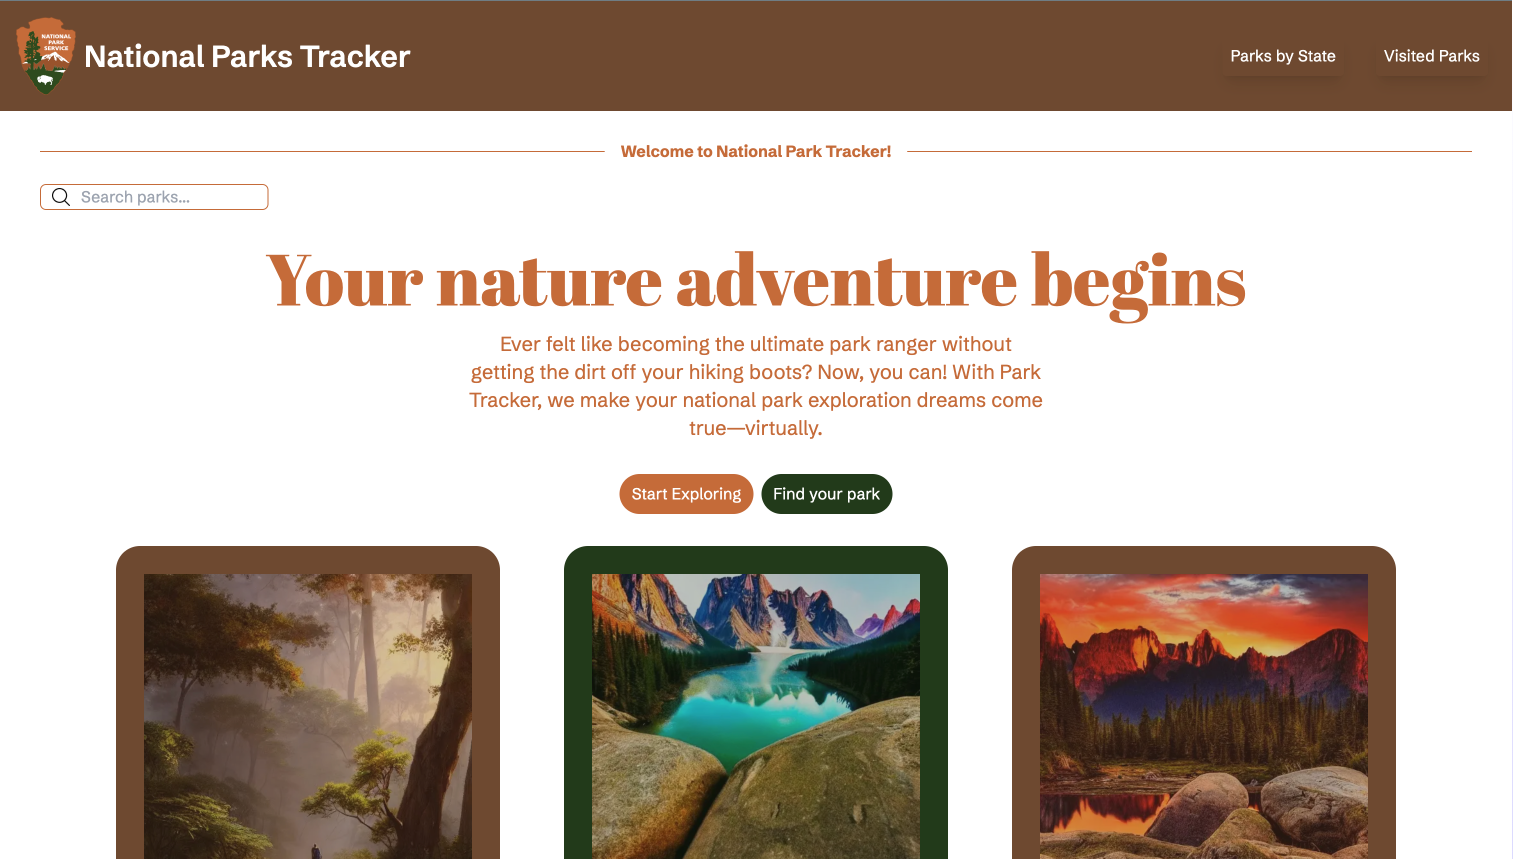 NATIONAL
PARK
SERVICE
National Parks Tracker
Parks by State
Visited Parks
Welcome to National Park Tracker!
Search parks...
Your nature adventure begins
Ever felt like becoming the ultimate park ranger without
getting the dirt off your hiking boots? Now, you can! With Park
Tracker, we make your national park exploration dreams come
true—virtually.
Start Exploring
Find your park